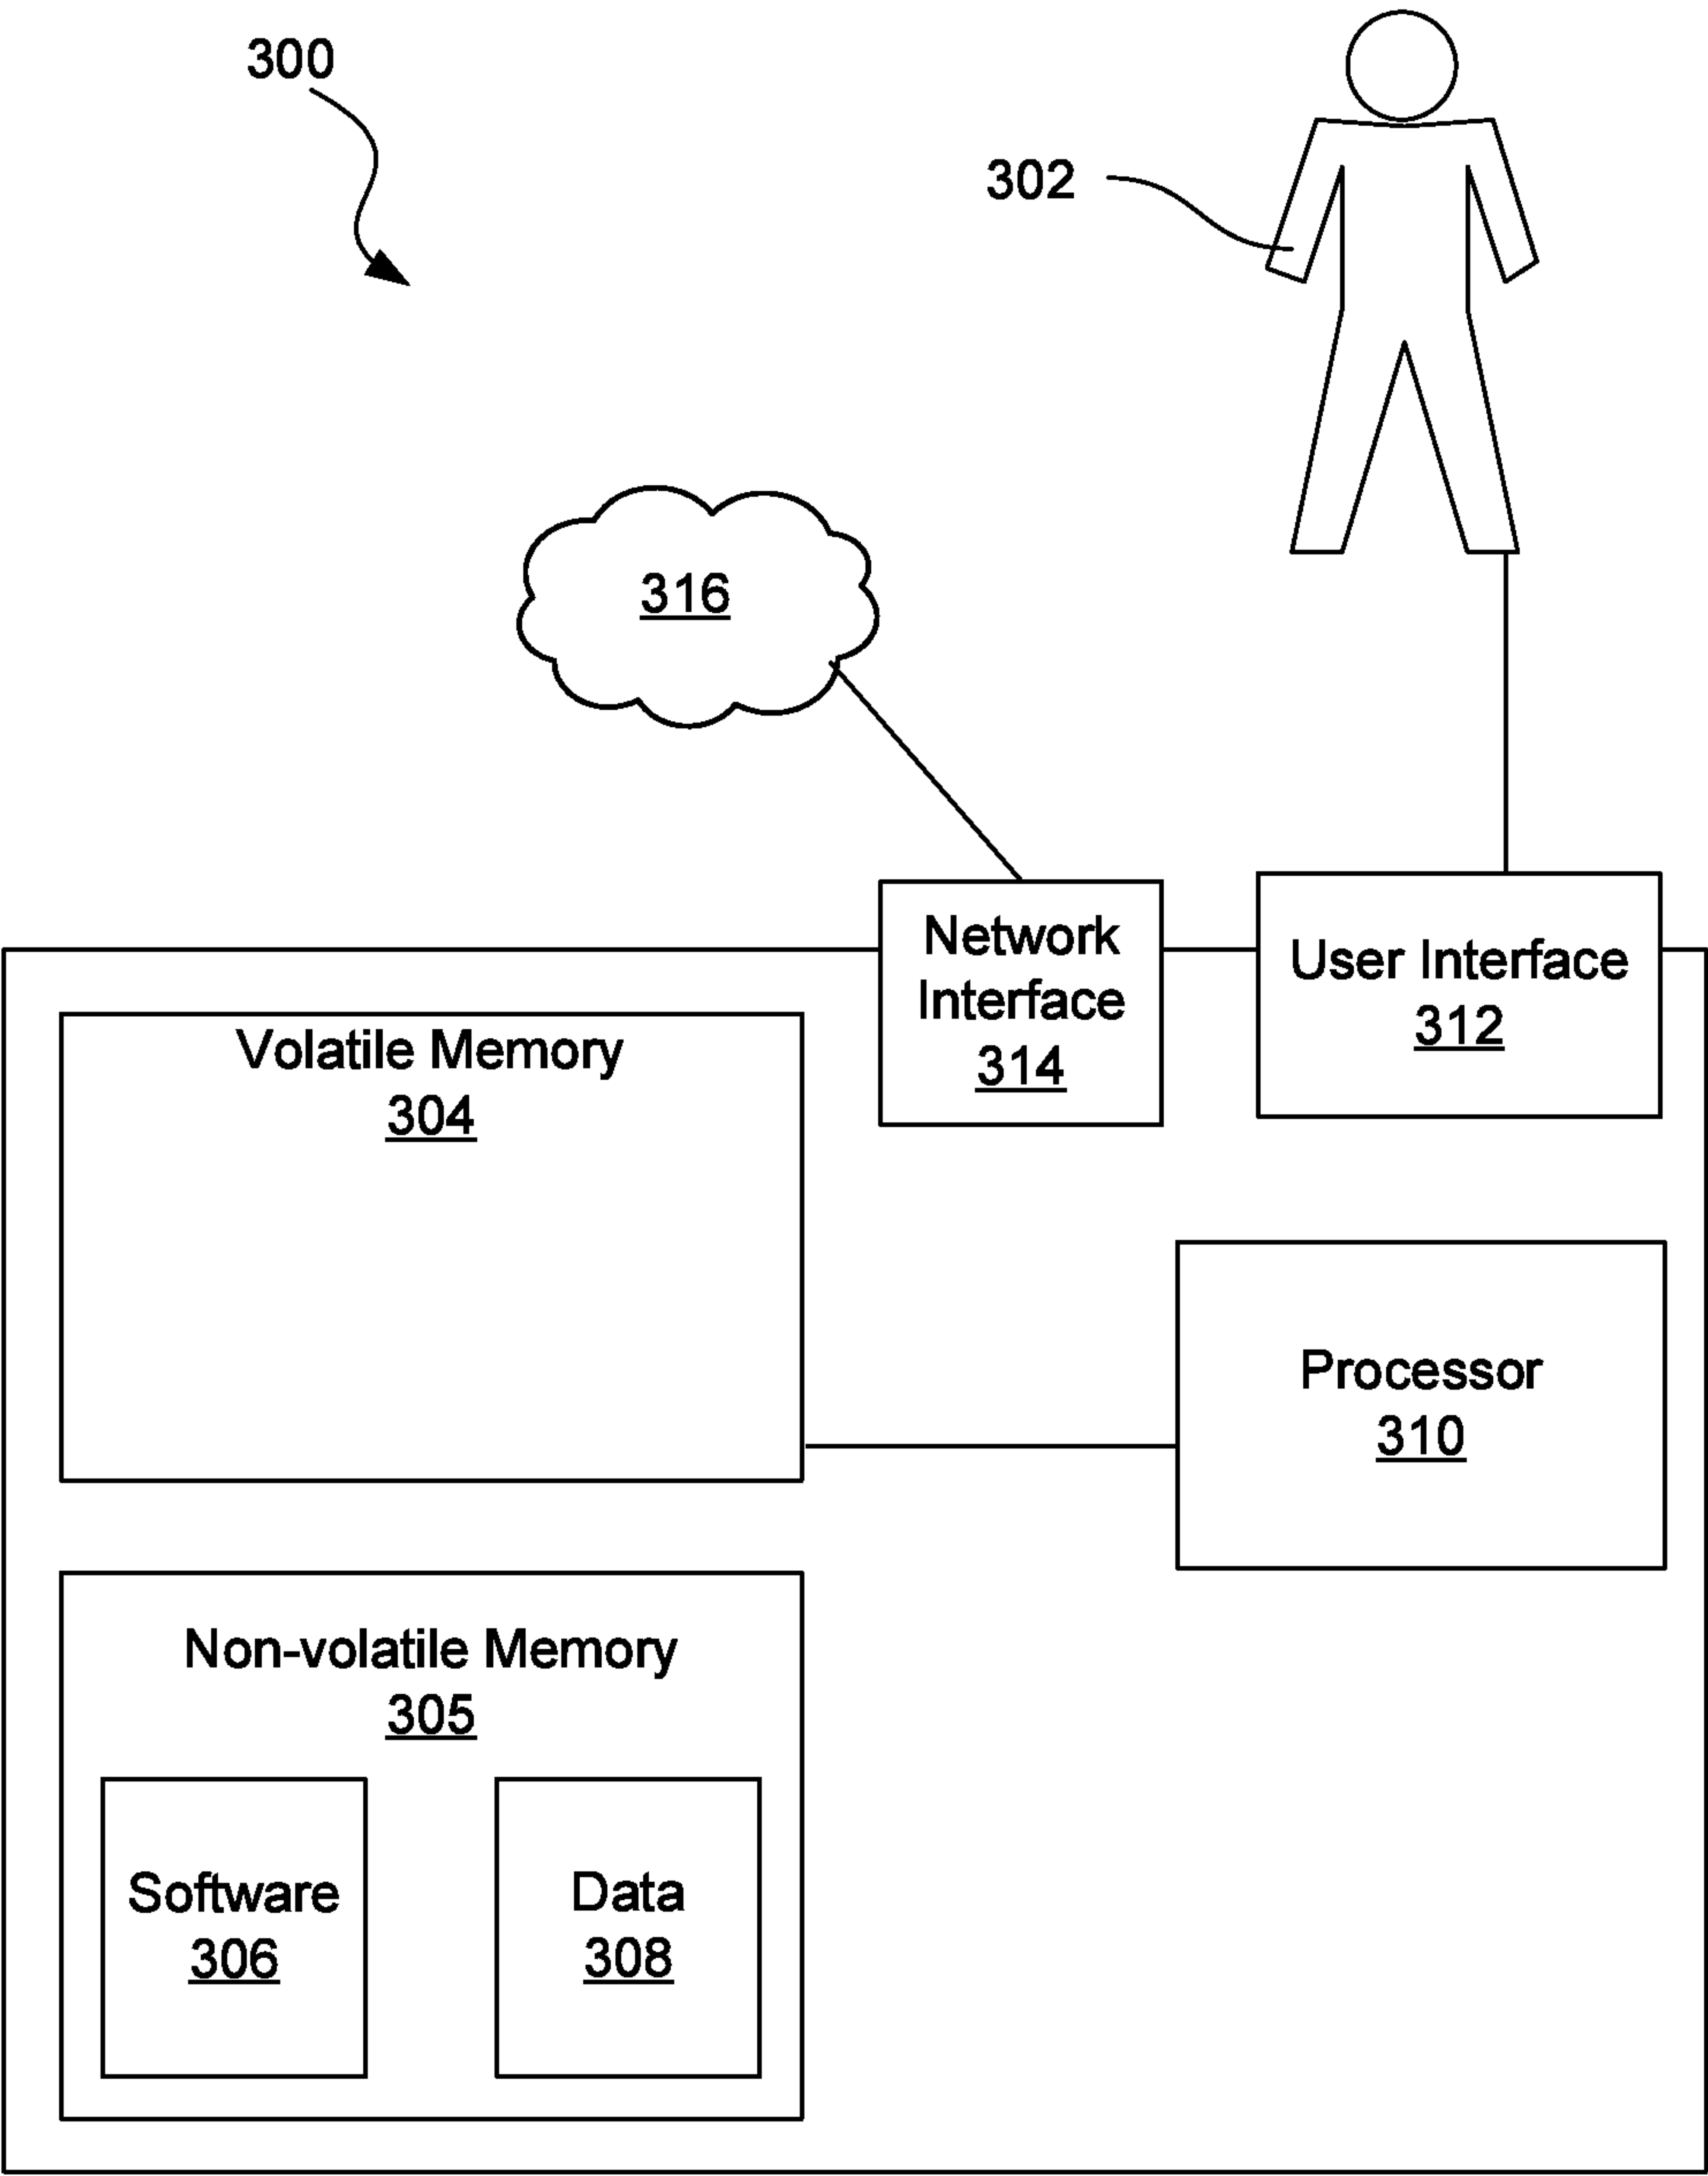 300
302
316
Network
Interface
314
User Interface
312
Volatile Memory
304
Processor
310
Non-volatile Memory
305
Software
306
Data
308